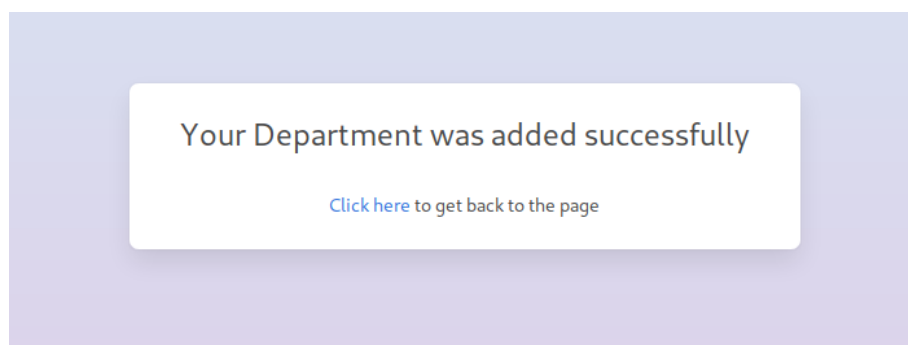 Your Department was added successfully
Click here to get back to the page